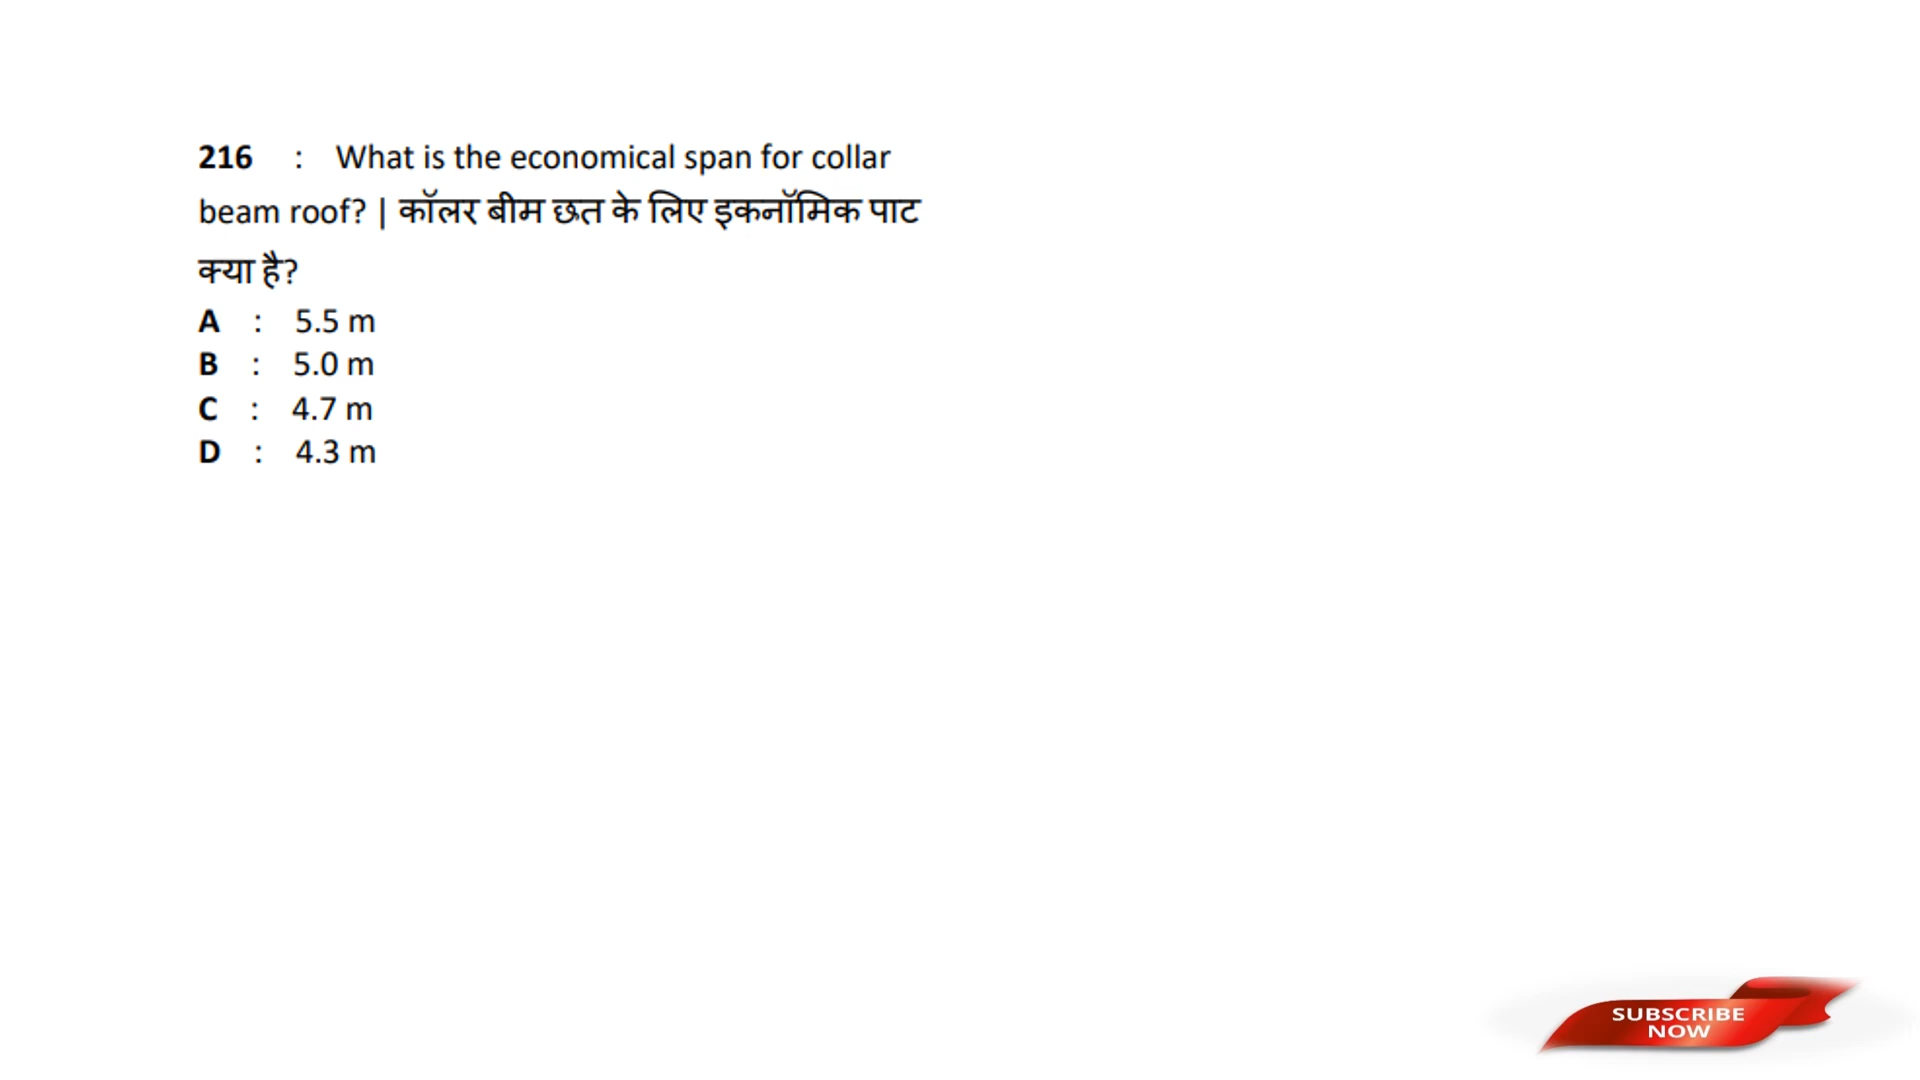 216 : What is the economical span for collar
beam roof? | कॉलर बीम छत के लिए इकनॉमिक पाट
क्या है?
A : 5.5 m
B : 5.0 m
C : 4.7 m
D : 4.3 m
SUBSCRIBE
NOW